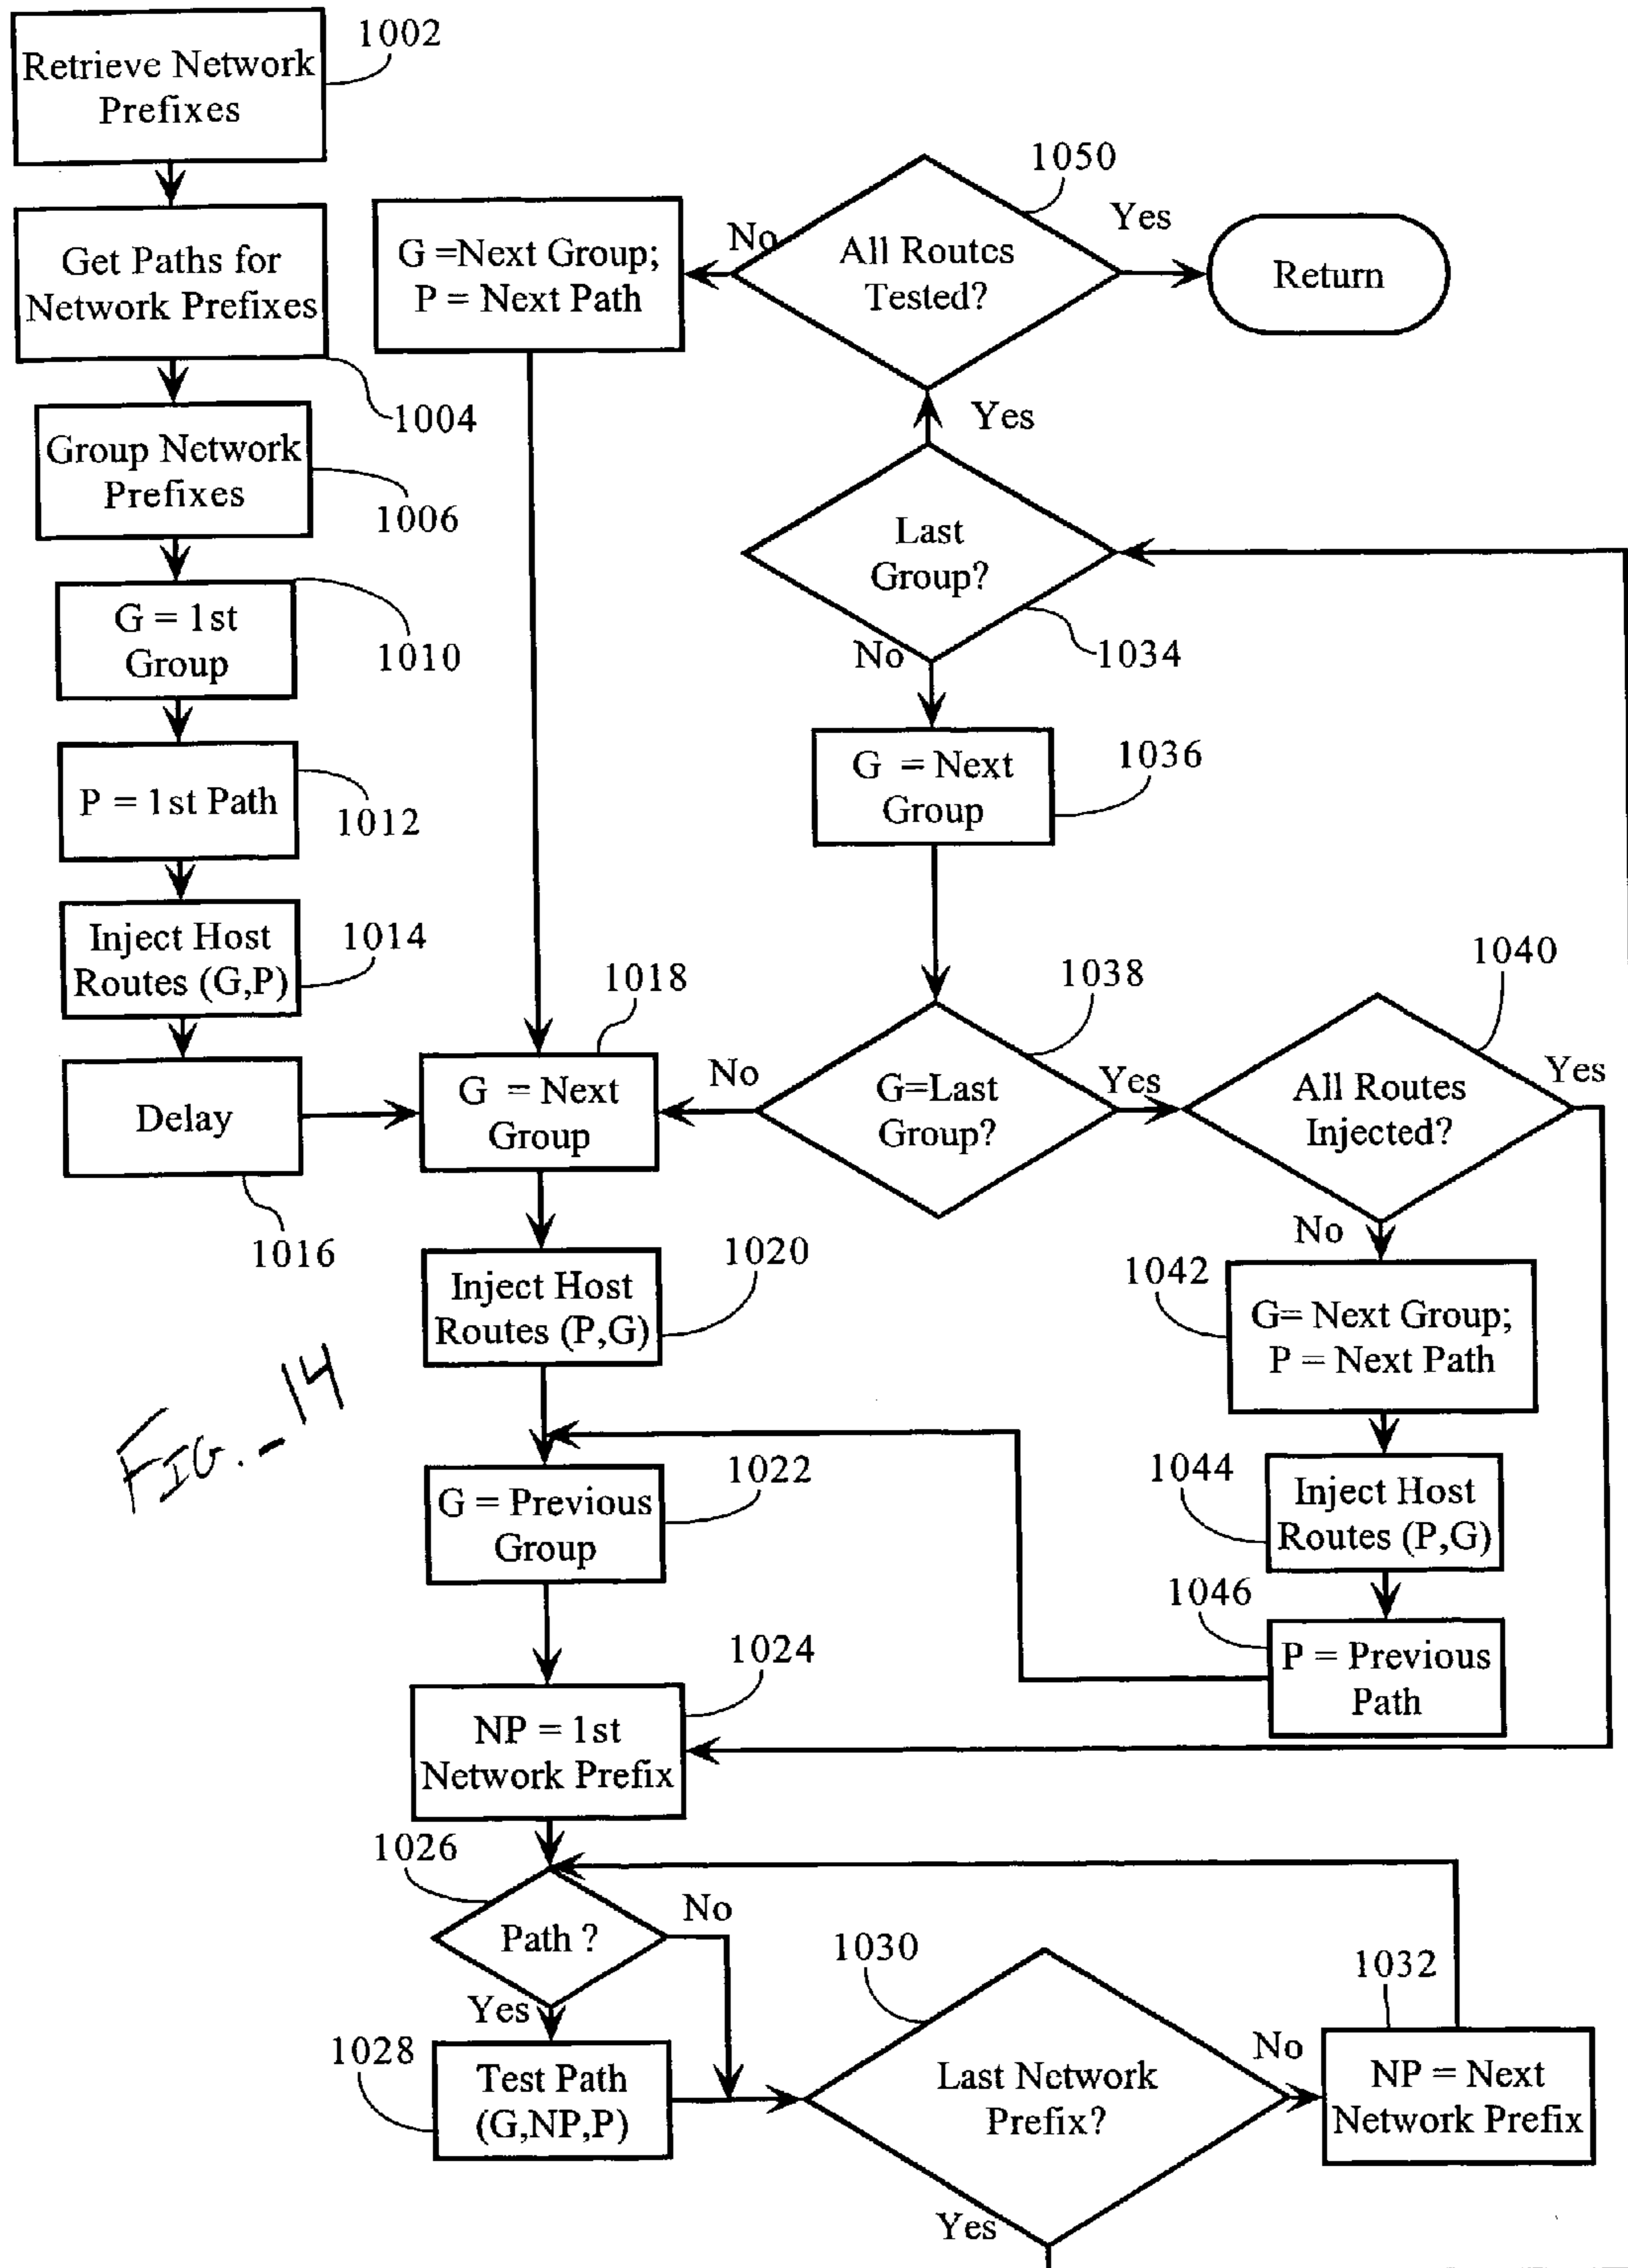 1002
Retrieve Network
Prefixes
Get Paths for
Network Prefixes
1004
Group Network
Prefixes
1006
G = 1st
Group
1010
P = 1st Path
1012
Inject Host
Routes (G,P)
1014
Delay
1016
G =Next Group;
P = Next Path
No
All Routes
Tested?
1050
Yes
Return
Yes
Last
Group?
1034
No
G = Next
Group
1036
1018
G = Next
Group
No
G=Last
Group?
1038
Yes
All Routes
Injected?
1040
Yes
No
Inject Host
Routes (P,G)
1020
1042
G= Next Group;
P = Next Path
FIG._14
G = Previous
Group
1022
1044
Inject Host
Routes (P,G)
1046
P = Previous
Path
NP = 1st
Network Prefix
1024
1026
Path ?
No
Yes
1028
Test Path
(G,NP,P)
1030
Last Network
Prefix?
No
1032
NP = Next
Network Prefix
Yes